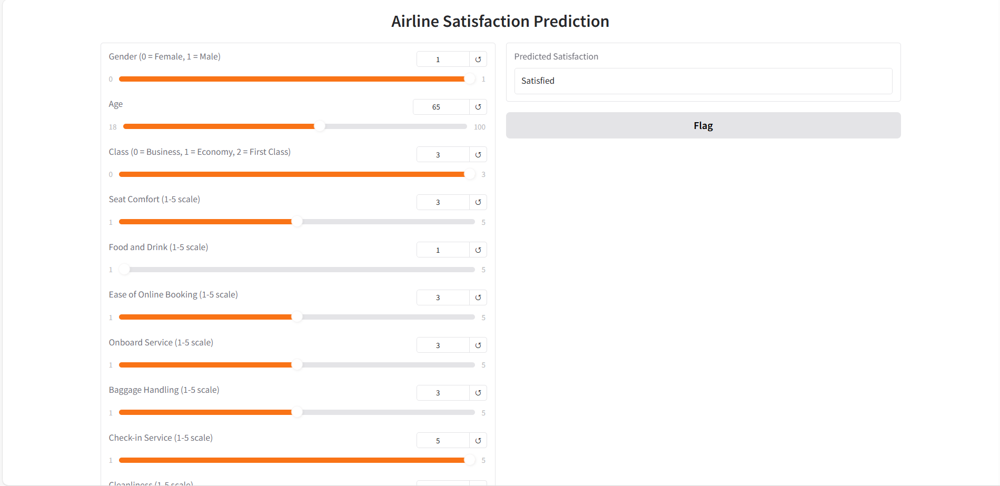 Airline Satisfaction Prediction
Gender (0 = Female, 1 = Male)
1
↺
0
1
Age
65
↺
18
100
Class (0 = Business, 1 = Economy, 2 = First Class)
3
↺
0
3
Seat Comfort (1-5 scale)
3
↺
1
5
Food and Drink (1-5 scale)
1
↺
1
5
Ease of Online Booking (1-5 scale)
3
↺
1
5
Onboard Service (1-5 scale)
3
↺
1
5
Baggage Handling (1-5 scale)
3
↺
1
5
Check-in Service (1-5 scale)
5
↺
1
5
Cleanliness (1-5 scale)
Predicted Satisfaction
Satisfied
Flag